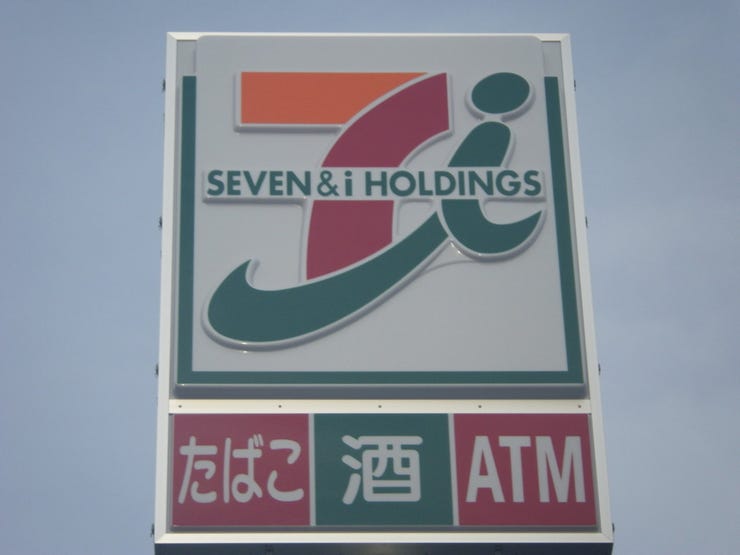 SEVEN & i HOLDINGS
たばこ 酒 ATM